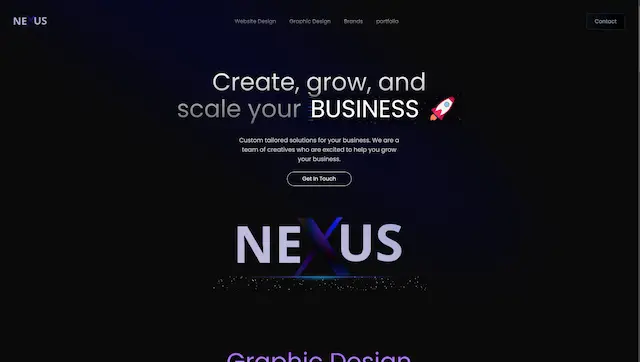 NEXUS
Website Design
Graphic Design
Brands
portfolio
Contact
Create, grow, and
scale your BUSINESS 🚀
Custom tailored solutions for your business. We are a
team of creatives who are excited to help you grow
your business.
Get In Touch
NEXUS
Graphic Design